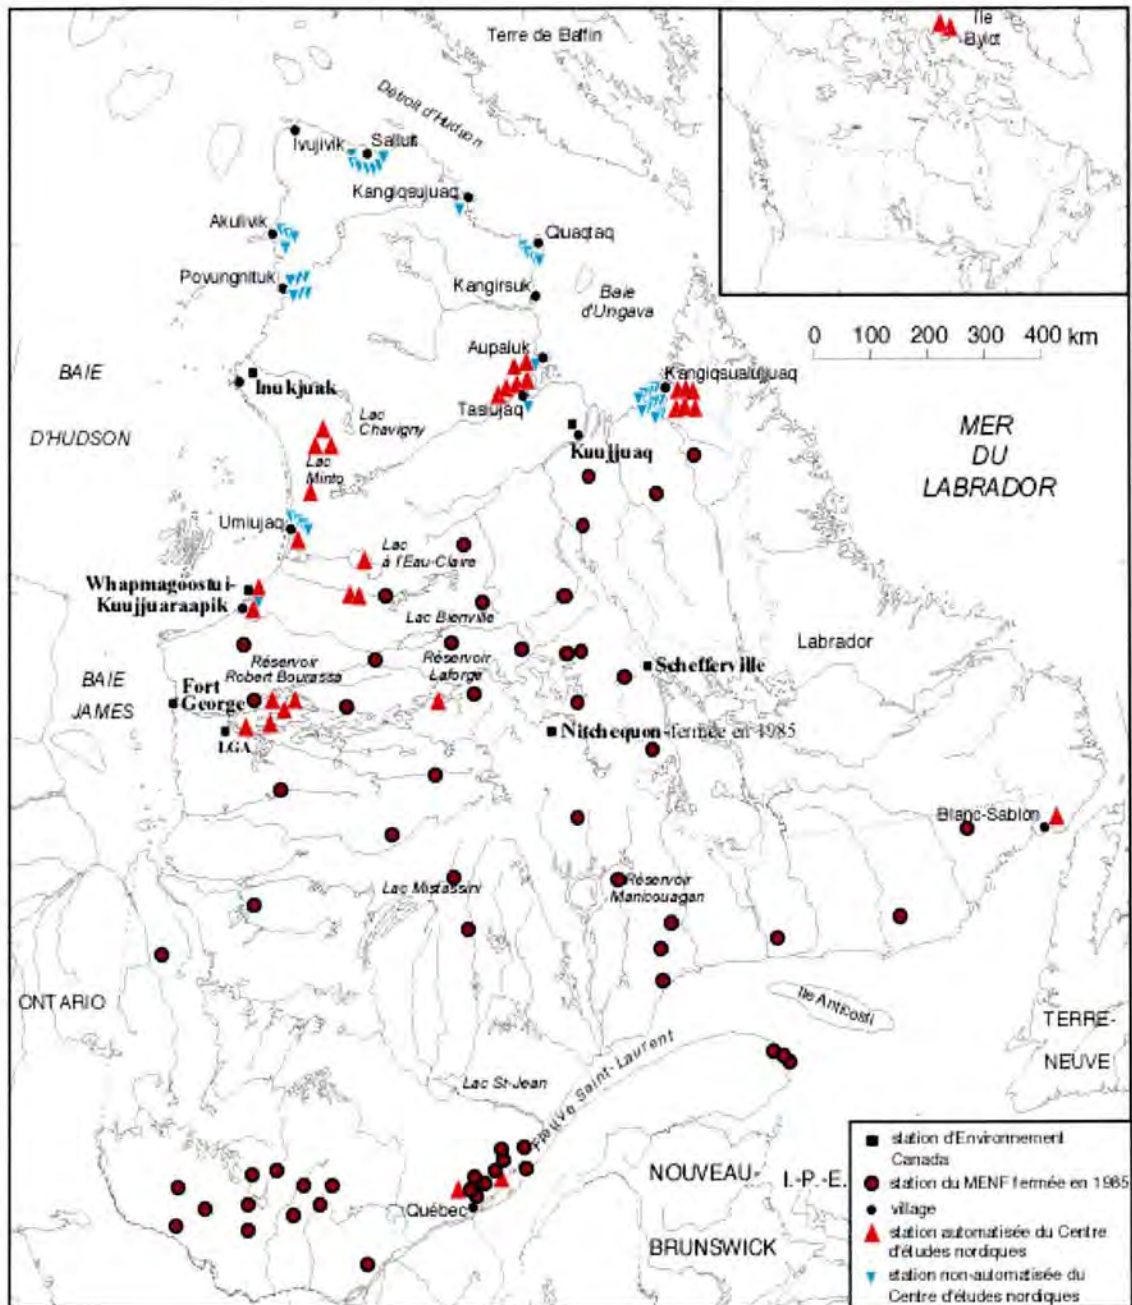 Terre de Baffin
Ile
Bylot
Détroit d'Hudson
Ivujivik
Salluit
Kangiqsujuaq
Akulivik
Quaqtaq
Povungnituk
Kangirsuk
Baie
d'Ungava
0 100 200 300 400 km
Aupaluk
BAIE
D'HUDSON
Kangiqsualujjuaq
Inukjuak
Tasiujaq
Lac
Chavigny
MER
DU
LABRADOR
Kuujjuaq
Lac
Minto
Umiujaq
Lac
à l'Eau-Claire
Whapmagoostui-
Kuujjuaraapik
Lac Bienville
Labrador
Réservoir
Robert Bourassa
Réservoir
Laforge
Schefferville
BAIE
JAMES
Fort
George
LGA
Nitchequon-fermée en 1985
Blanc-Sablon
Lac Mistassini
Réservoir
Manicouagan
ONTARIO
Ile Anticosti
TERRE-
NEUVE
Fleuve Saint-Laurent
Lac St-Jean
NOUVEAU-
BRUNSWICK
I.-P.-E.
Québec
station d'Environnement
Canada
station du MENF fermée en 1985
village
station automatisée du Centre
d'études nordiques
station non-automatisée du
Centre d'études nordiques